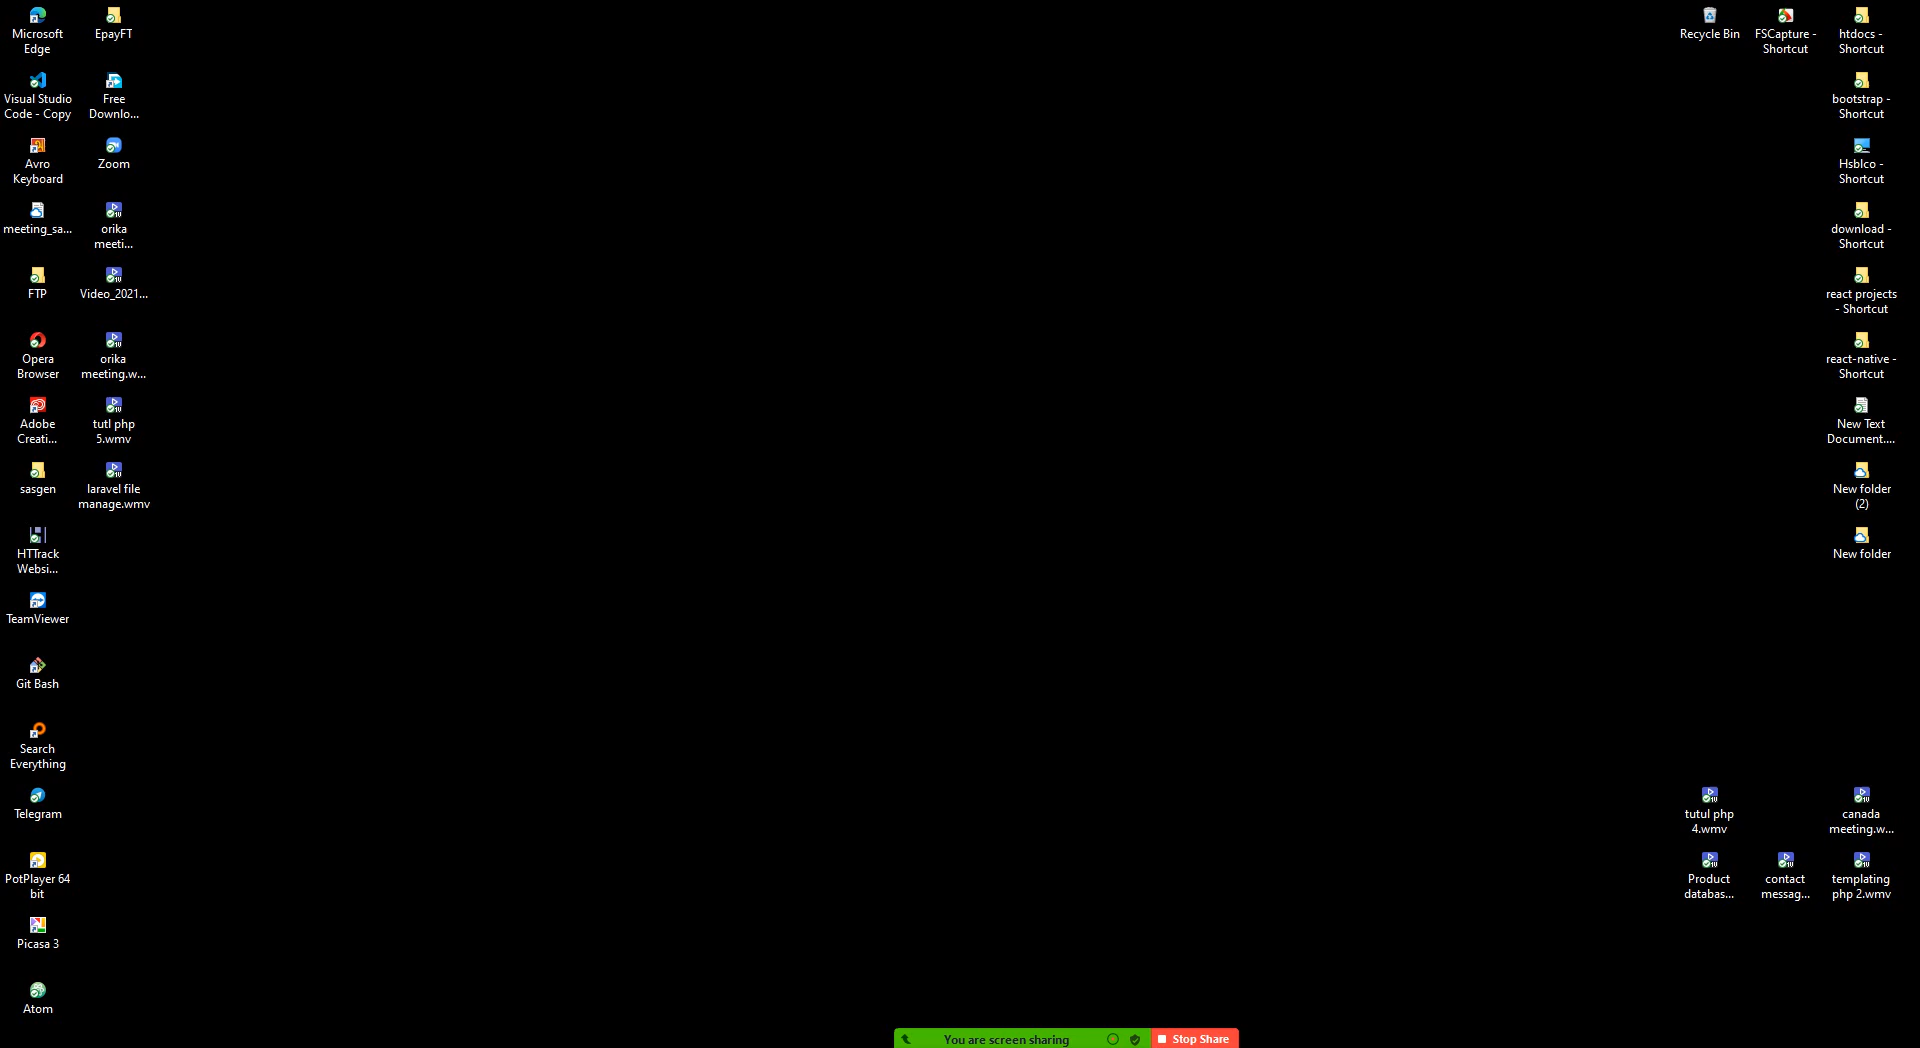 Microsoft
Edge
EpayFT
Visual Studio
Code - Copy
Free
Downlo...
Avro
Keyboard
Zoom
meeting_sa...
orika
meeti...
FTP
Video_2021...
Opera
Browser
orika
meeting.w...
Adobe
Creati...
tutl php
5.wmv
sasgen
laravel file
manage.wmv
HTTrack
Websi...
TeamViewer
Git Bash
Search
Everything
Telegram
PotPlayer 64
bit
Picasa 3
Atom
Recycle Bin
FSCapture -
Shortcut
htdocs -
Shortcut
bootstrap -
Shortcut
Hsblco -
Shortcut
download -
Shortcut
react projects
- Shortcut
react-native -
Shortcut
New Text
Document....
New folder
(2)
New folder
tutul php
4.wmv
canada
meeting.w...
Product
databas...
contact
messag...
templating
php 2.wmv
You are screen sharing
Stop Share